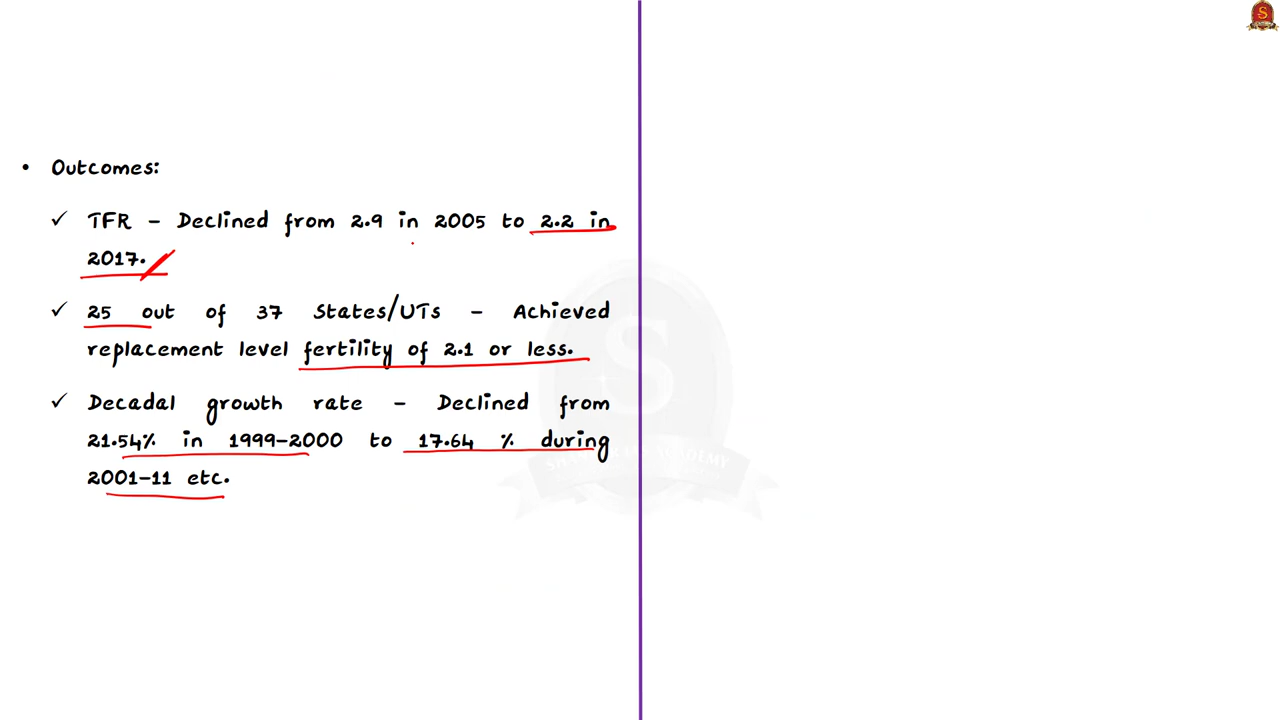 • Outcomes:
✓ TFR – Declined from 2.9 in 2005 to 2.2 in
2017.
✓ 25 out of 37 States/UTs – Achieved
replacement level fertility of 2.1 or less.
✓ Decadal growth rate – Declined from
21.54% in 1999-2000 to 17.64 % during
2001-11 etc.
S
S